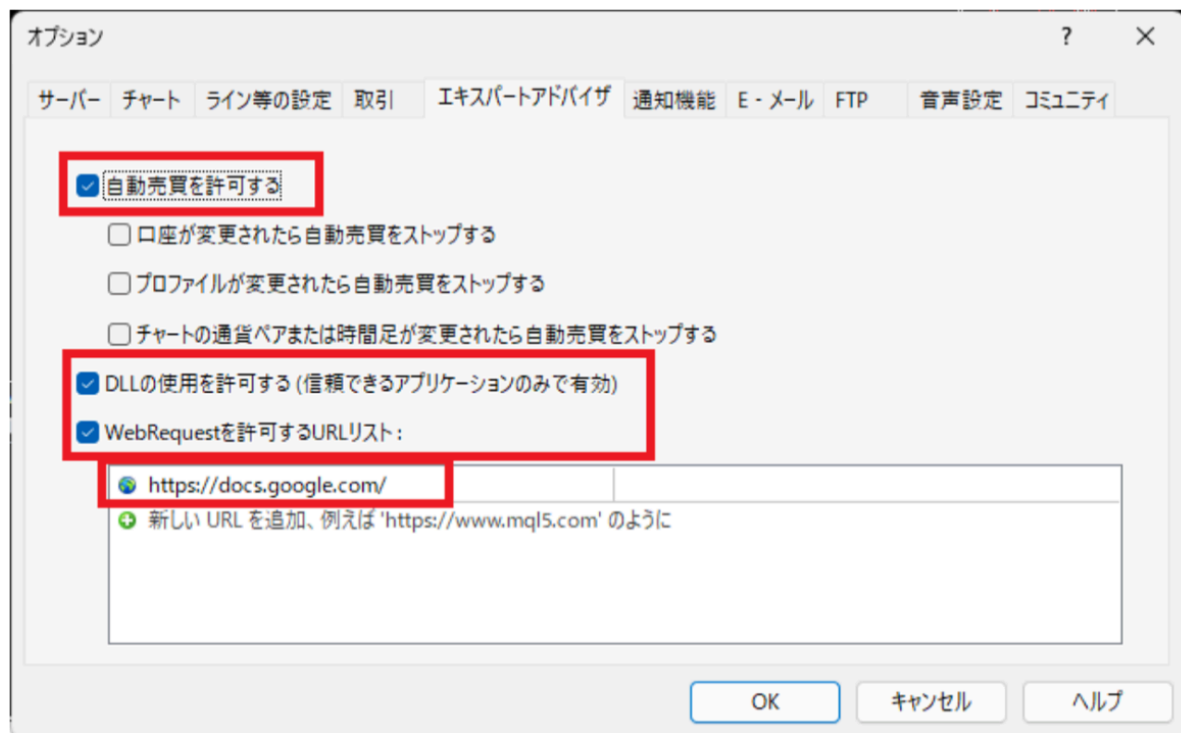 オプション
?
サーバー チャート ライン等の設定 取引 エキスパートアドバイザ 通知機能 E - メール FTP 音声設定 コミュニティ
自動売買を許可する
口座が変更されたら自動売買をストップする
プロファイルが変更されたら自動売買をストップする
チャートの通貨ペアまたは時間足が変更されたら自動売買をストップする
DLLの使用を許可する (信頼できるアプリケーションのみで有効)
WebRequestを許可するURLリスト :
https://docs.google.com/
新しい URL を追加、例えば 'https://www.mql5.com' のように
OK キャンセル ヘルプ